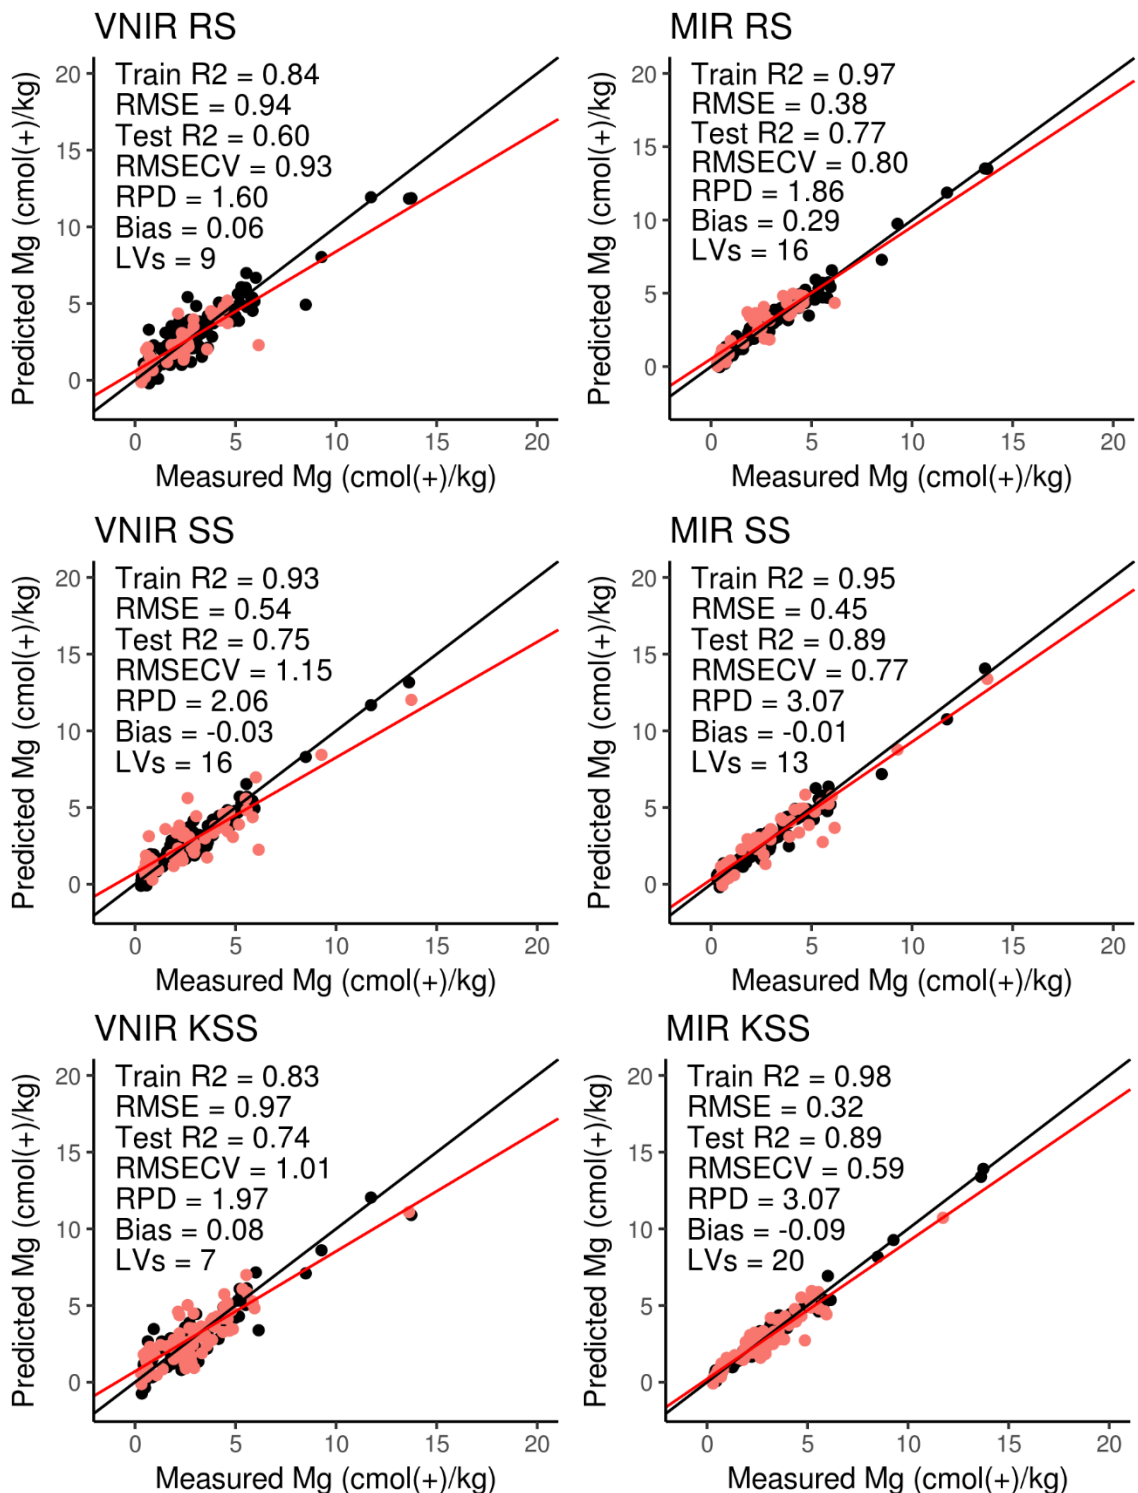 VNIR RS
Train R2 = 0.84
RMSE = 0.94
Test R2 = 0.60
RMSECV = 0.93
RPD = 1.60
Bias = 0.06
LVs = 9
Predicted Mg (cmol(+)/kg)
20
15
10
5
0
0 5 10 15 20
Measured Mg (cmol(+)/kg)
MIR RS
Train R2 = 0.97
RMSE = 0.38
Test R2 = 0.77
RMSECV = 0.80
RPD = 1.86
Bias = 0.29
LVs = 16
Predicted Mg (cmol(+)/kg)
20
15
10
5
0
0 5 10 15 20
Measured Mg (cmol(+)/kg)
VNIR SS
Train R2 = 0.93
RMSE = 0.54
Test R2 = 0.75
RMSECV = 1.15
RPD = 2.06
Bias = -0.03
LVs = 16
Predicted Mg (cmol(+)/kg)
20
15
10
5
0
0 5 10 15 20
Measured Mg (cmol(+)/kg)
MIR SS
Train R2 = 0.95
RMSE = 0.45
Test R2 = 0.89
RMSECV = 0.77
RPD = 3.07
Bias = -0.01
LVs = 13
Predicted Mg (cmol(+)/kg)
20
15
10
5
0
0 5 10 15 20
Measured Mg (cmol(+)/kg)
VNIR KSS
Train R2 = 0.83
RMSE = 0.97
Test R2 = 0.74
RMSECV = 1.01
RPD = 1.97
Bias = 0.08
LVs = 7
Predicted Mg (cmol(+)/kg)
20
15
10
5
0
0 5 10 15 20
Measured Mg (cmol(+)/kg)
MIR KSS
Train R2 = 0.98
RMSE = 0.32
Test R2 = 0.89
RMSECV = 0.59
RPD = 3.07
Bias = -0.09
LVs = 20
Predicted Mg (cmol(+)/kg)
20
15
10
5
0
0 5 10 15 20
Measured Mg (cmol(+)/kg)